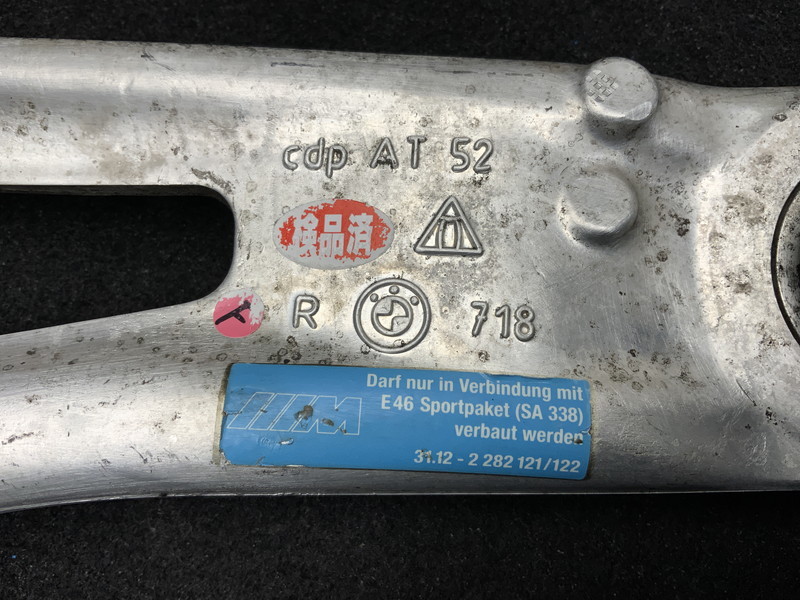 cdp AT 52
検品済
R 718
Darf nur in Verbindung mit
E46 Sportpaket (SA 338)
verbaut werden
M
31.12 - 2 282 121/122